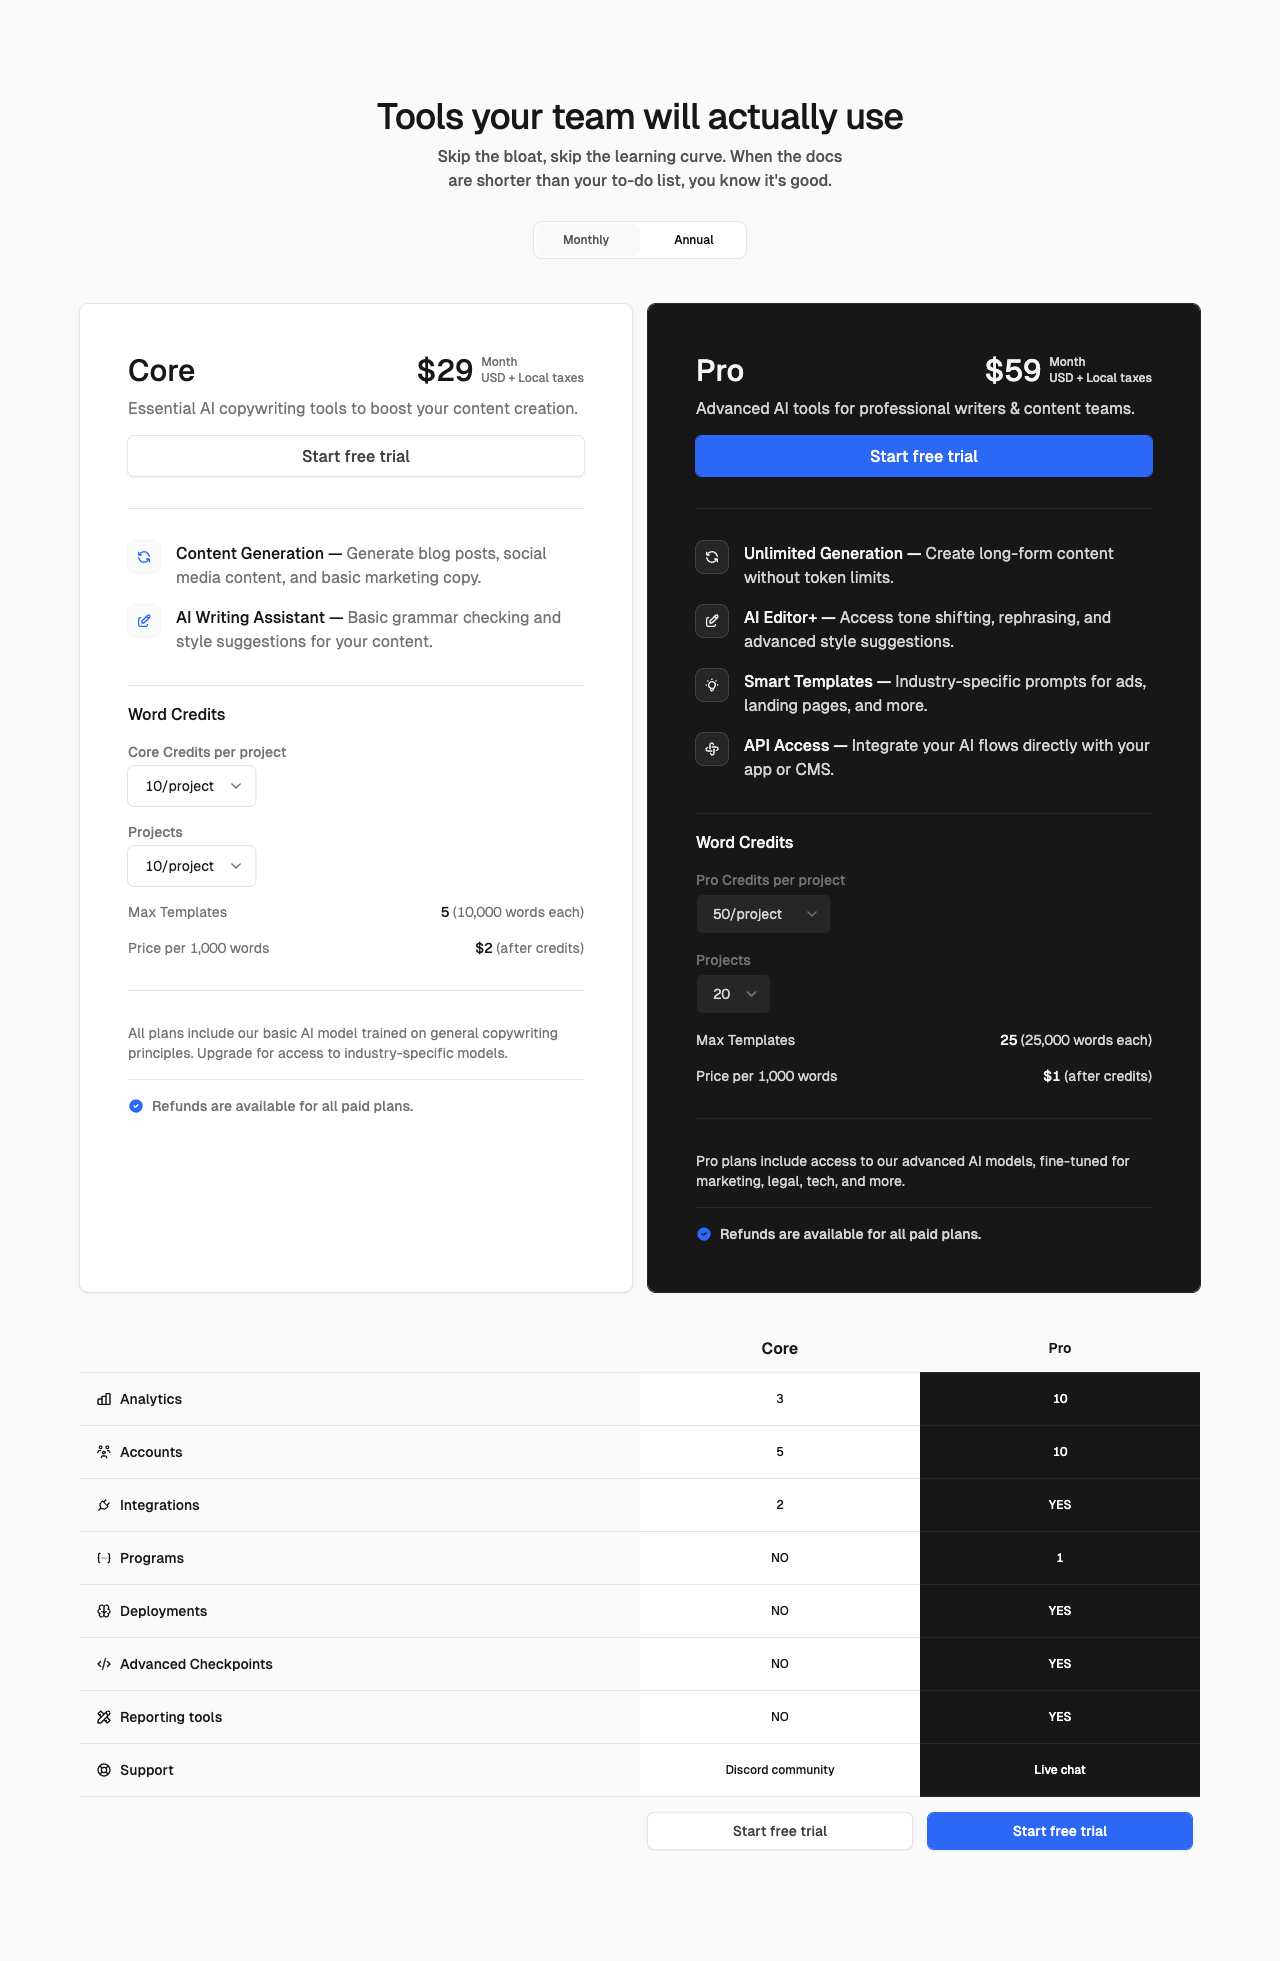 Tools your team will actually use
Skip the bloat, skip the learning curve. When the docs
are shorter than your to-do list, you know it's good.
Monthly
Annual
Core
$29
Month
USD + Local taxes
Essential AI copywriting tools to boost your content creation.
Start free trial
Content Generation — Generate blog posts, social
media content, and basic marketing copy.
AI Writing Assistant — Basic grammar checking and
style suggestions for your content.
Word Credits
Core Credits per project
10/project
Projects
10/project
Max Templates
5 (10,000 words each)
Price per 1,000 words
$2 (after credits)
All plans include our basic AI model trained on general copywriting
principles. Upgrade for access to industry-specific models.
Refunds are available for all paid plans.
Pro
$59
Month
USD + Local taxes
Advanced AI tools for professional writers & content teams.
Start free trial
Unlimited Generation — Create long-form content
without token limits.
AI Editor+ — Access tone shifting, rephrasing, and
advanced style suggestions.
Smart Templates — Industry-specific prompts for ads,
landing pages, and more.
API Access — Integrate your AI flows directly with your
app or CMS.
Word Credits
Pro Credits per project
50/project
Projects
20
Max Templates
25 (25,000 words each)
Price per 1,000 words
$1 (after credits)
Pro plans include access to our advanced AI models, fine-tuned for
marketing, legal, tech, and more.
Refunds are available for all paid plans.
Core
Pro
Analytics
3
10
Accounts
5
10
Integrations
2
YES
Programs
NO
1
Deployments
NO
YES
Advanced Checkpoints
NO
YES
Reporting tools
NO
YES
Support
Discord community
Live chat
Start free trial
Start free trial